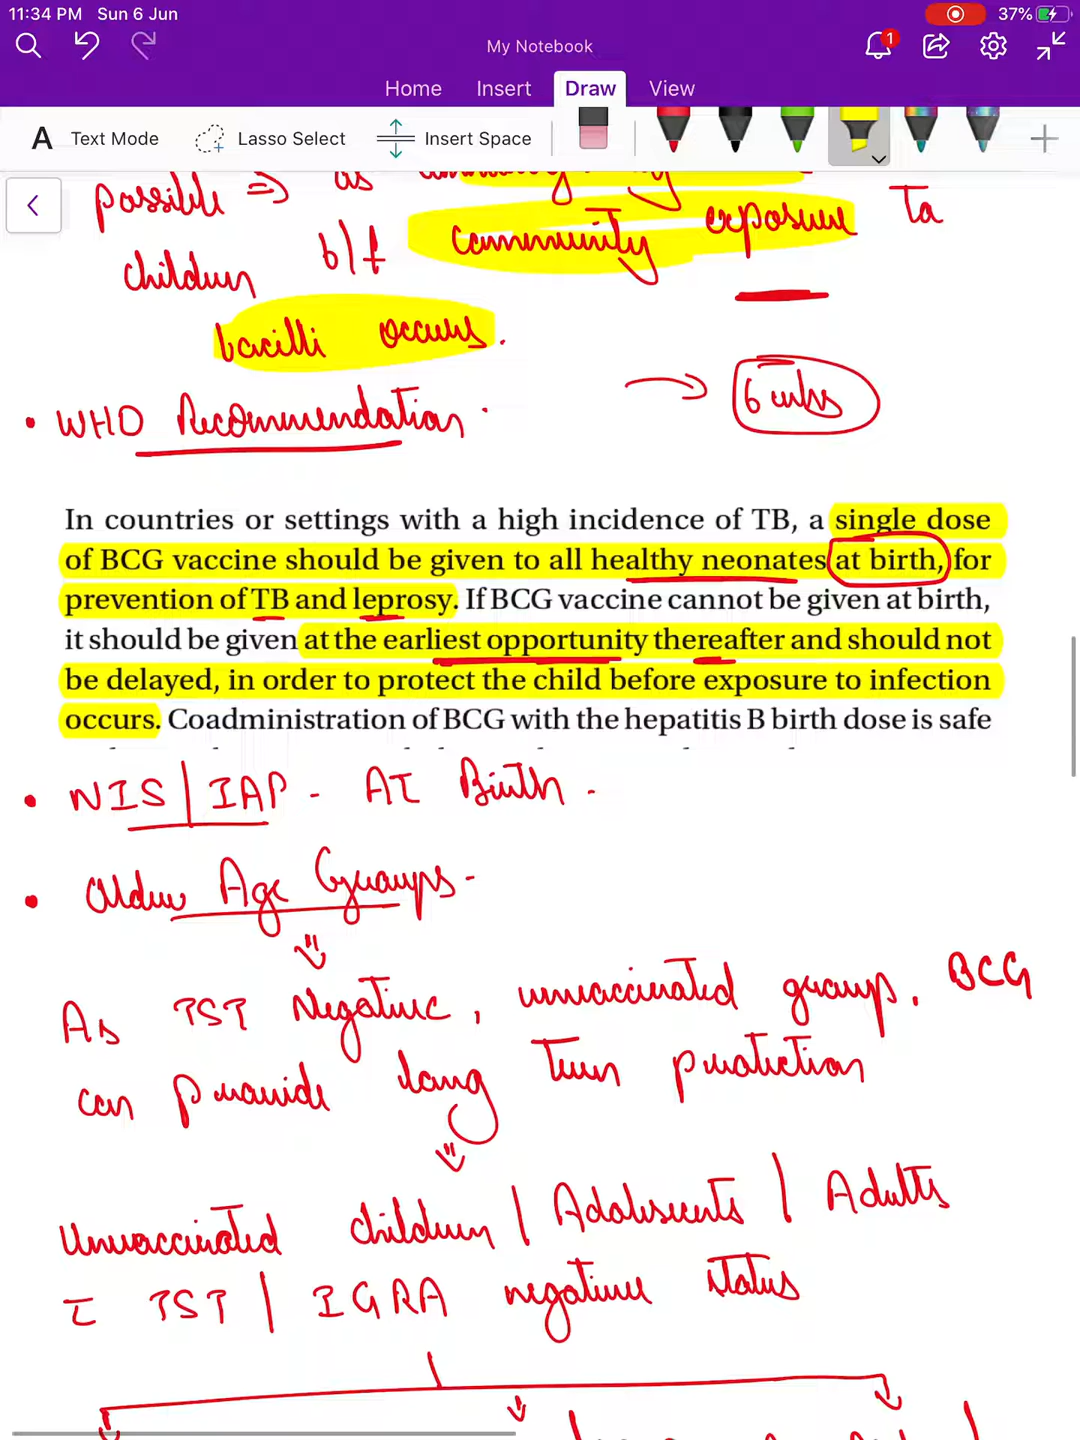 11:34 PM Sun 6 Jun 37%
My Notebook 1
Home Insert Draw View
A Text Mode Lasso Select Insert Space
possible => as
children b/f community exposure to
bacilli occurs.
• WHO Recommendation. → 6 wks
In countries or settings with a high incidence of TB, a single dose
of BCG vaccine should be given to all healthy neonates at birth, for
prevention of TB and leprosy. If BCG vaccine cannot be given at birth,
it should be given at the earliest opportunity thereafter and should not
be delayed, in order to protect the child before exposure to infection
occurs. Coadministration of BCG with the hepatitis B birth dose is safe
• NIS | IAP - At Birth.
• Older Age Groups -
As TST Negative, unvaccinated group, BCG
can provide long term protection
Unvaccinated children | Adolescents | Adults
TST | IGRA negative status